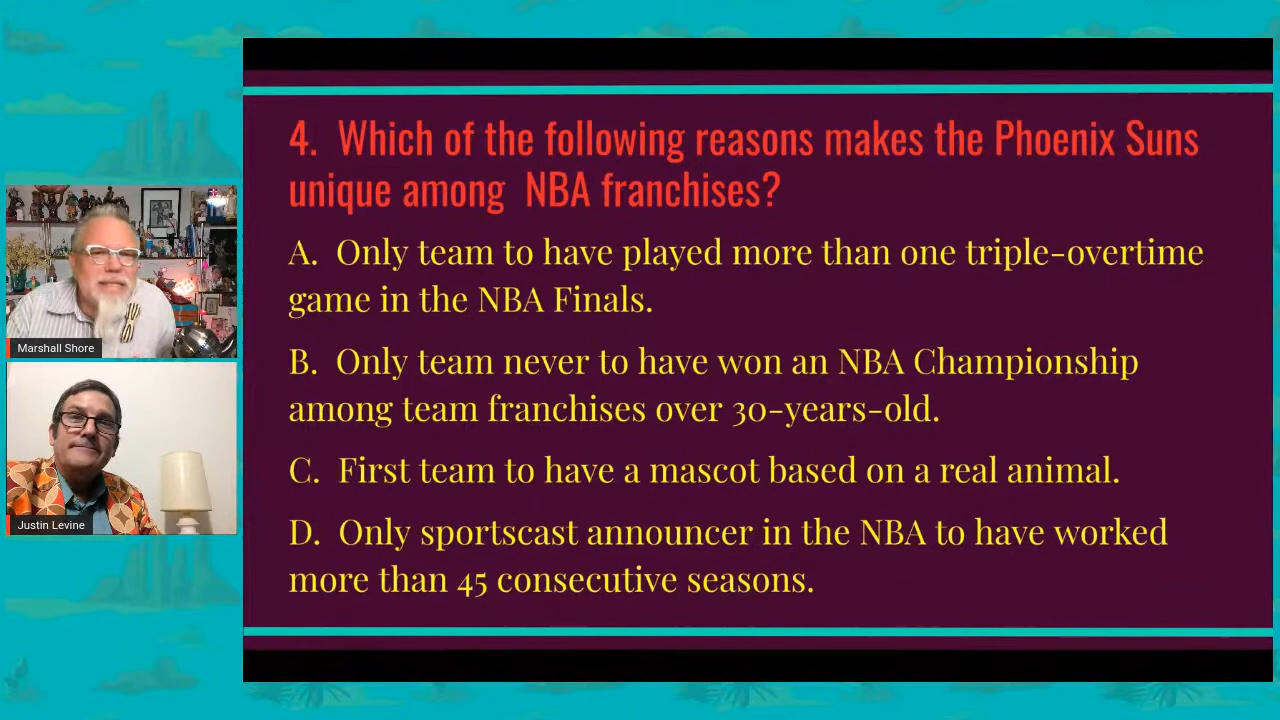 4. Which of the following reasons makes the Phoenix Suns
unique among NBA franchises?
A. Only team to have played more than one triple-overtime
game in the NBA Finals.
B. Only team never to have won an NBA Championship
among team franchises over 30-years-old.
C. First team to have a mascot based on a real animal.
D. Only sportscast announcer in the NBA to have worked
more than 45 consecutive seasons.
Marshall Shore
Justin Levine